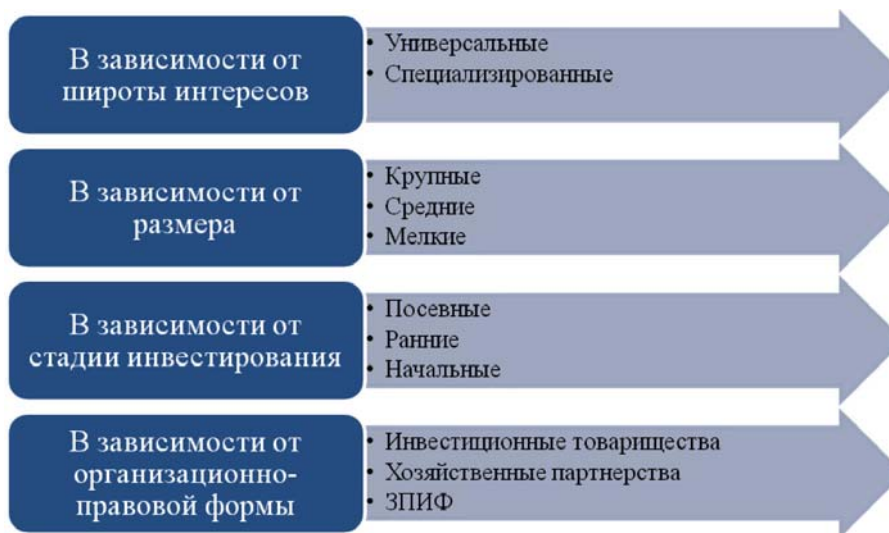 В зависимости от
широты интересов
• Универсальные
• Специализированные
В зависимости от
размера
• Крупные
• Средние
• Мелкие
В зависимости от
стадии инвестирования
• Посевные
• Ранние
• Начальные
В зависимости от
организационно-
правовой формы
• Инвестиционные товарищества
• Хозяйственные партнерства
• ЗПИФ